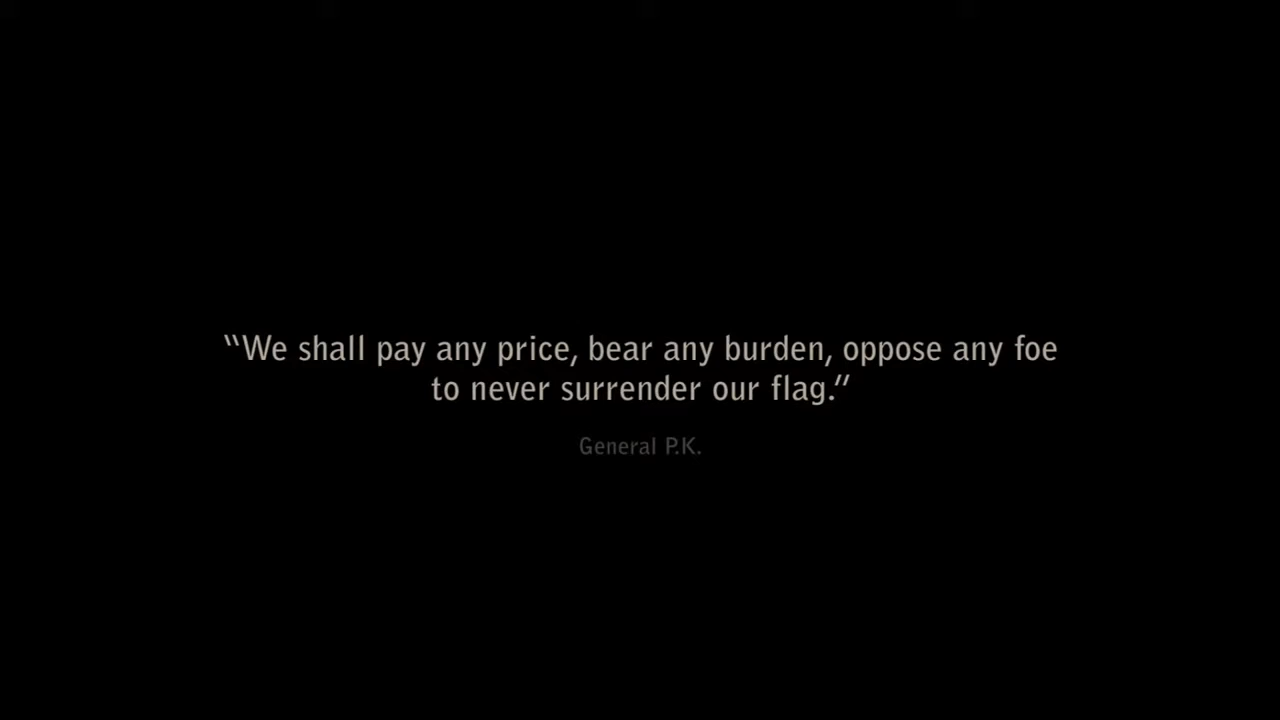 “We shall pay any price, bear any burden, oppose any foe
to never surrender our flag.”
General P.K.